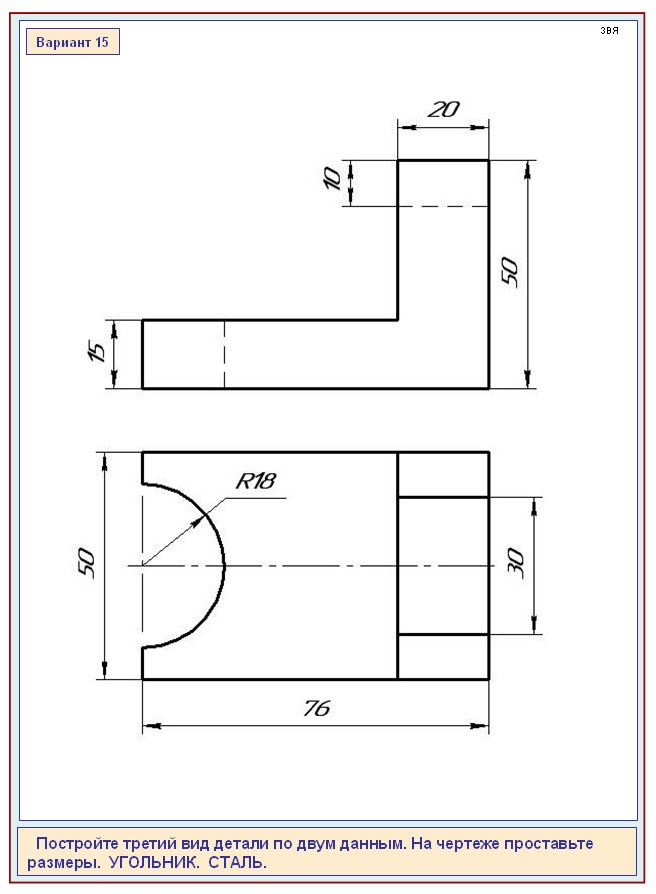 Вариант 15
ЗВЯ
20
10
50
15
R18
50
30
76
Постройте третий вид детали по двум данным. На чертеже проставьте
размеры. УГОЛЬНИК. СТАЛЬ.